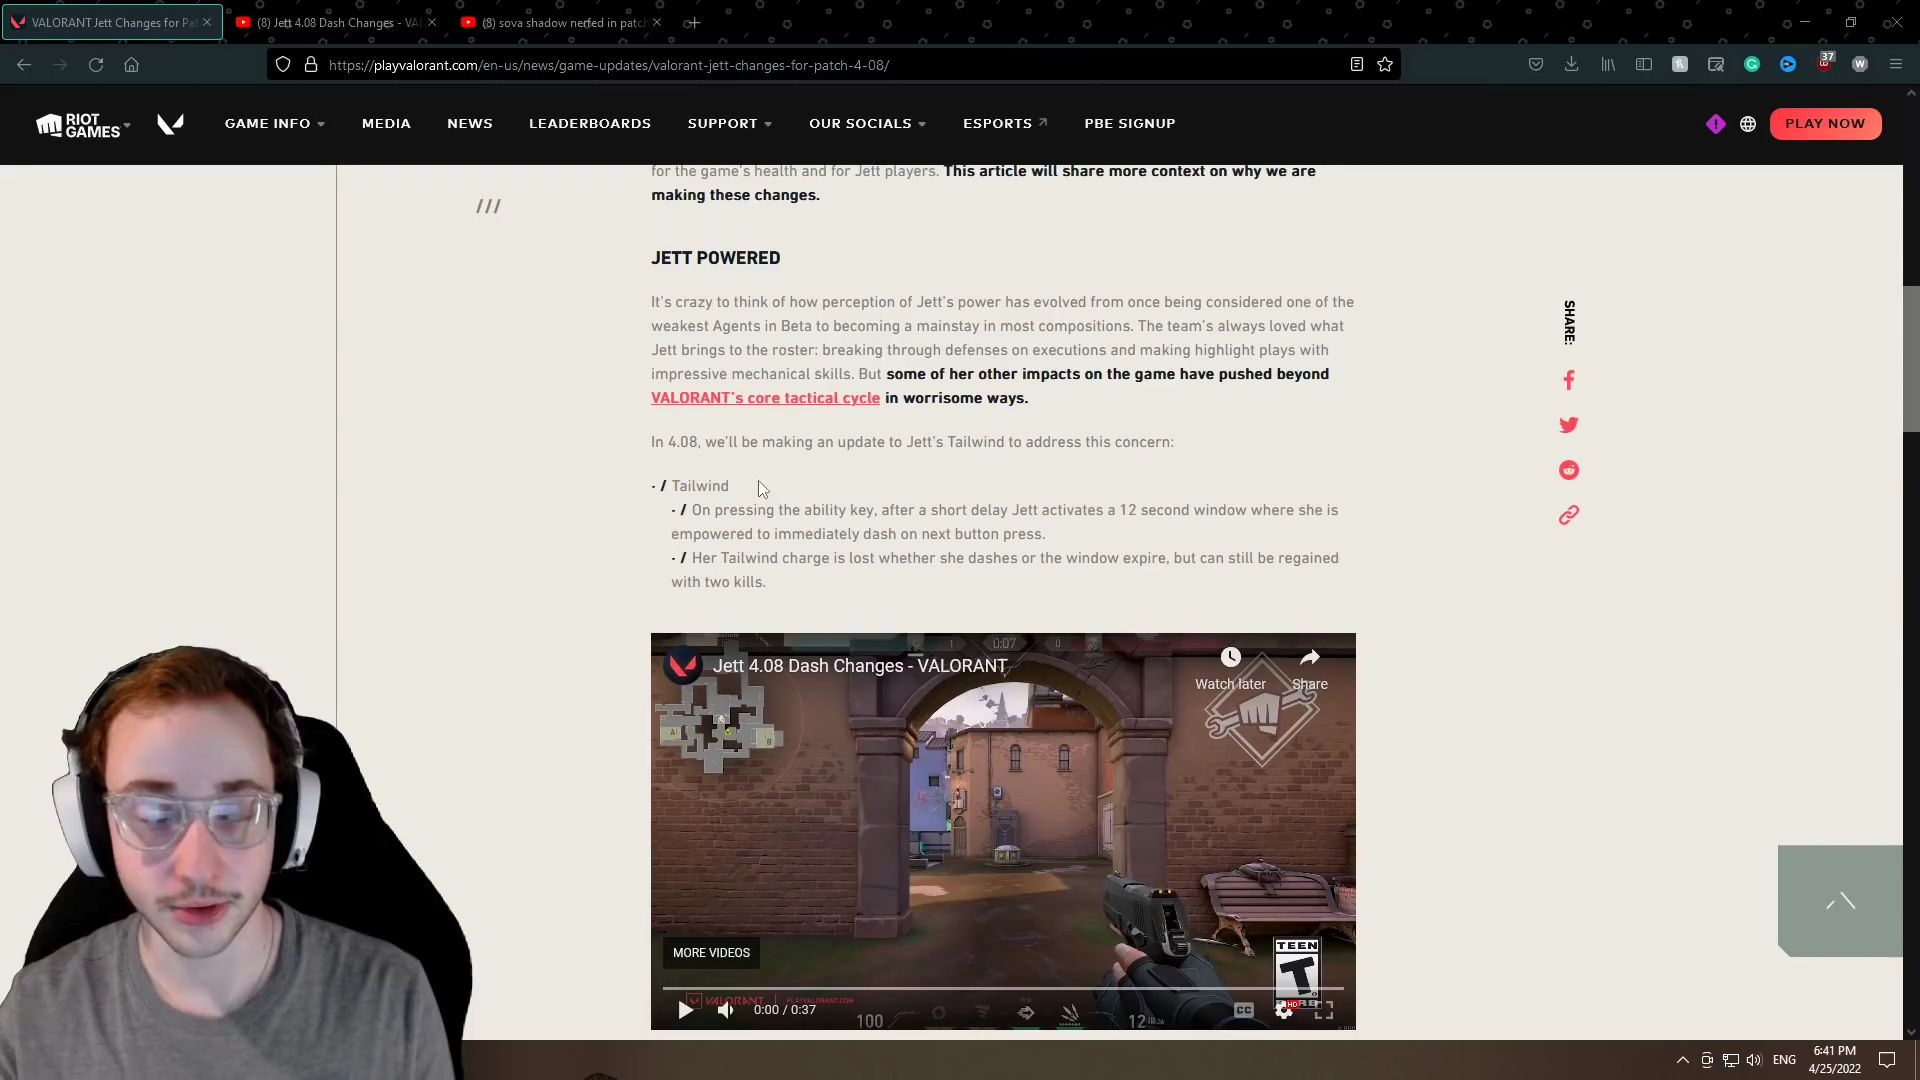 VALORANT Jett Changes for Pa
(8) Jett 4.08 Dash Changes - VA
(8) sova shadow nerfed in patc
https://playvalorant.com/en-us/news/game-updates/valorant-jett-changes-for-patch-4-08/
37
RIOT GAMES
GAME INFO
MEDIA
NEWS
LEADERBOARDS
SUPPORT
OUR SOCIALS
ESPORTS
PBE SIGNUP
PLAY NOW
for the game's health and for Jett players. This article will share more context on why we are
making these changes.
///
JETT POWERED
It's crazy to think of how perception of Jett's power has evolved from once being considered one of the
weakest Agents in Beta to becoming a mainstay in most compositions. The team's always loved what
Jett brings to the roster: breaking through defenses on executions and making highlight plays with
impressive mechanical skills. But some of her other impacts on the game have pushed beyond
VALORANT's core tactical cycle in worrisome ways.
SHARE:
In 4.08, we'll be making an update to Jett's Tailwind to address this concern:
- / Tailwind
- / On pressing the ability key, after a short delay Jett activates a 12 second window where she is
empowered to immediately dash on next button press.
- / Her Tailwind charge is lost whether she dashes or the window expire, but can still be regained
with two kills.
1 0:07 0
Jett 4.08 Dash Changes - VALORANT
Watch later
Share
A
B
MORE VIDEOS
TEEN
T
VALORANT | PLAYVALORANT.COM
0:00 / 0:37
CC
HD
100
12
ENG
6:41 PM
4/25/2022